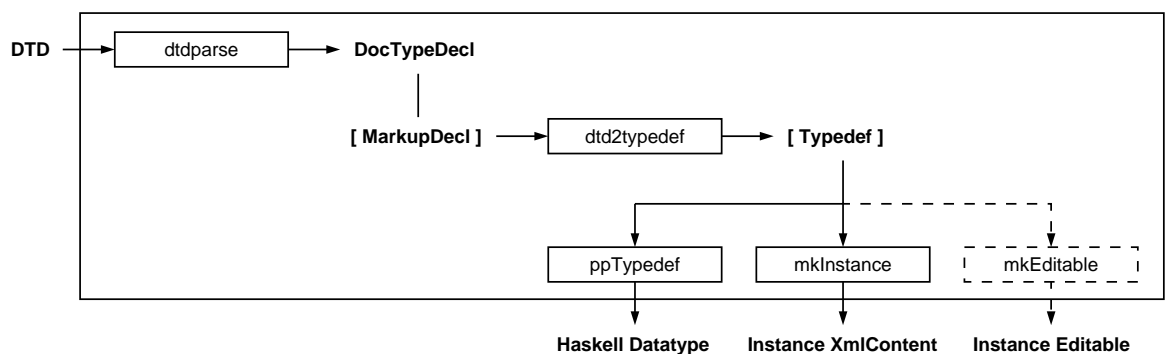 DTD
dtdparse
DocTypeDecl
[ MarkupDecl ]
dtd2typedef
[ Typedef ]
ppTypedef
mkInstance
mkEditable
Haskell Datatype
Instance XmlContent
Instance Editable